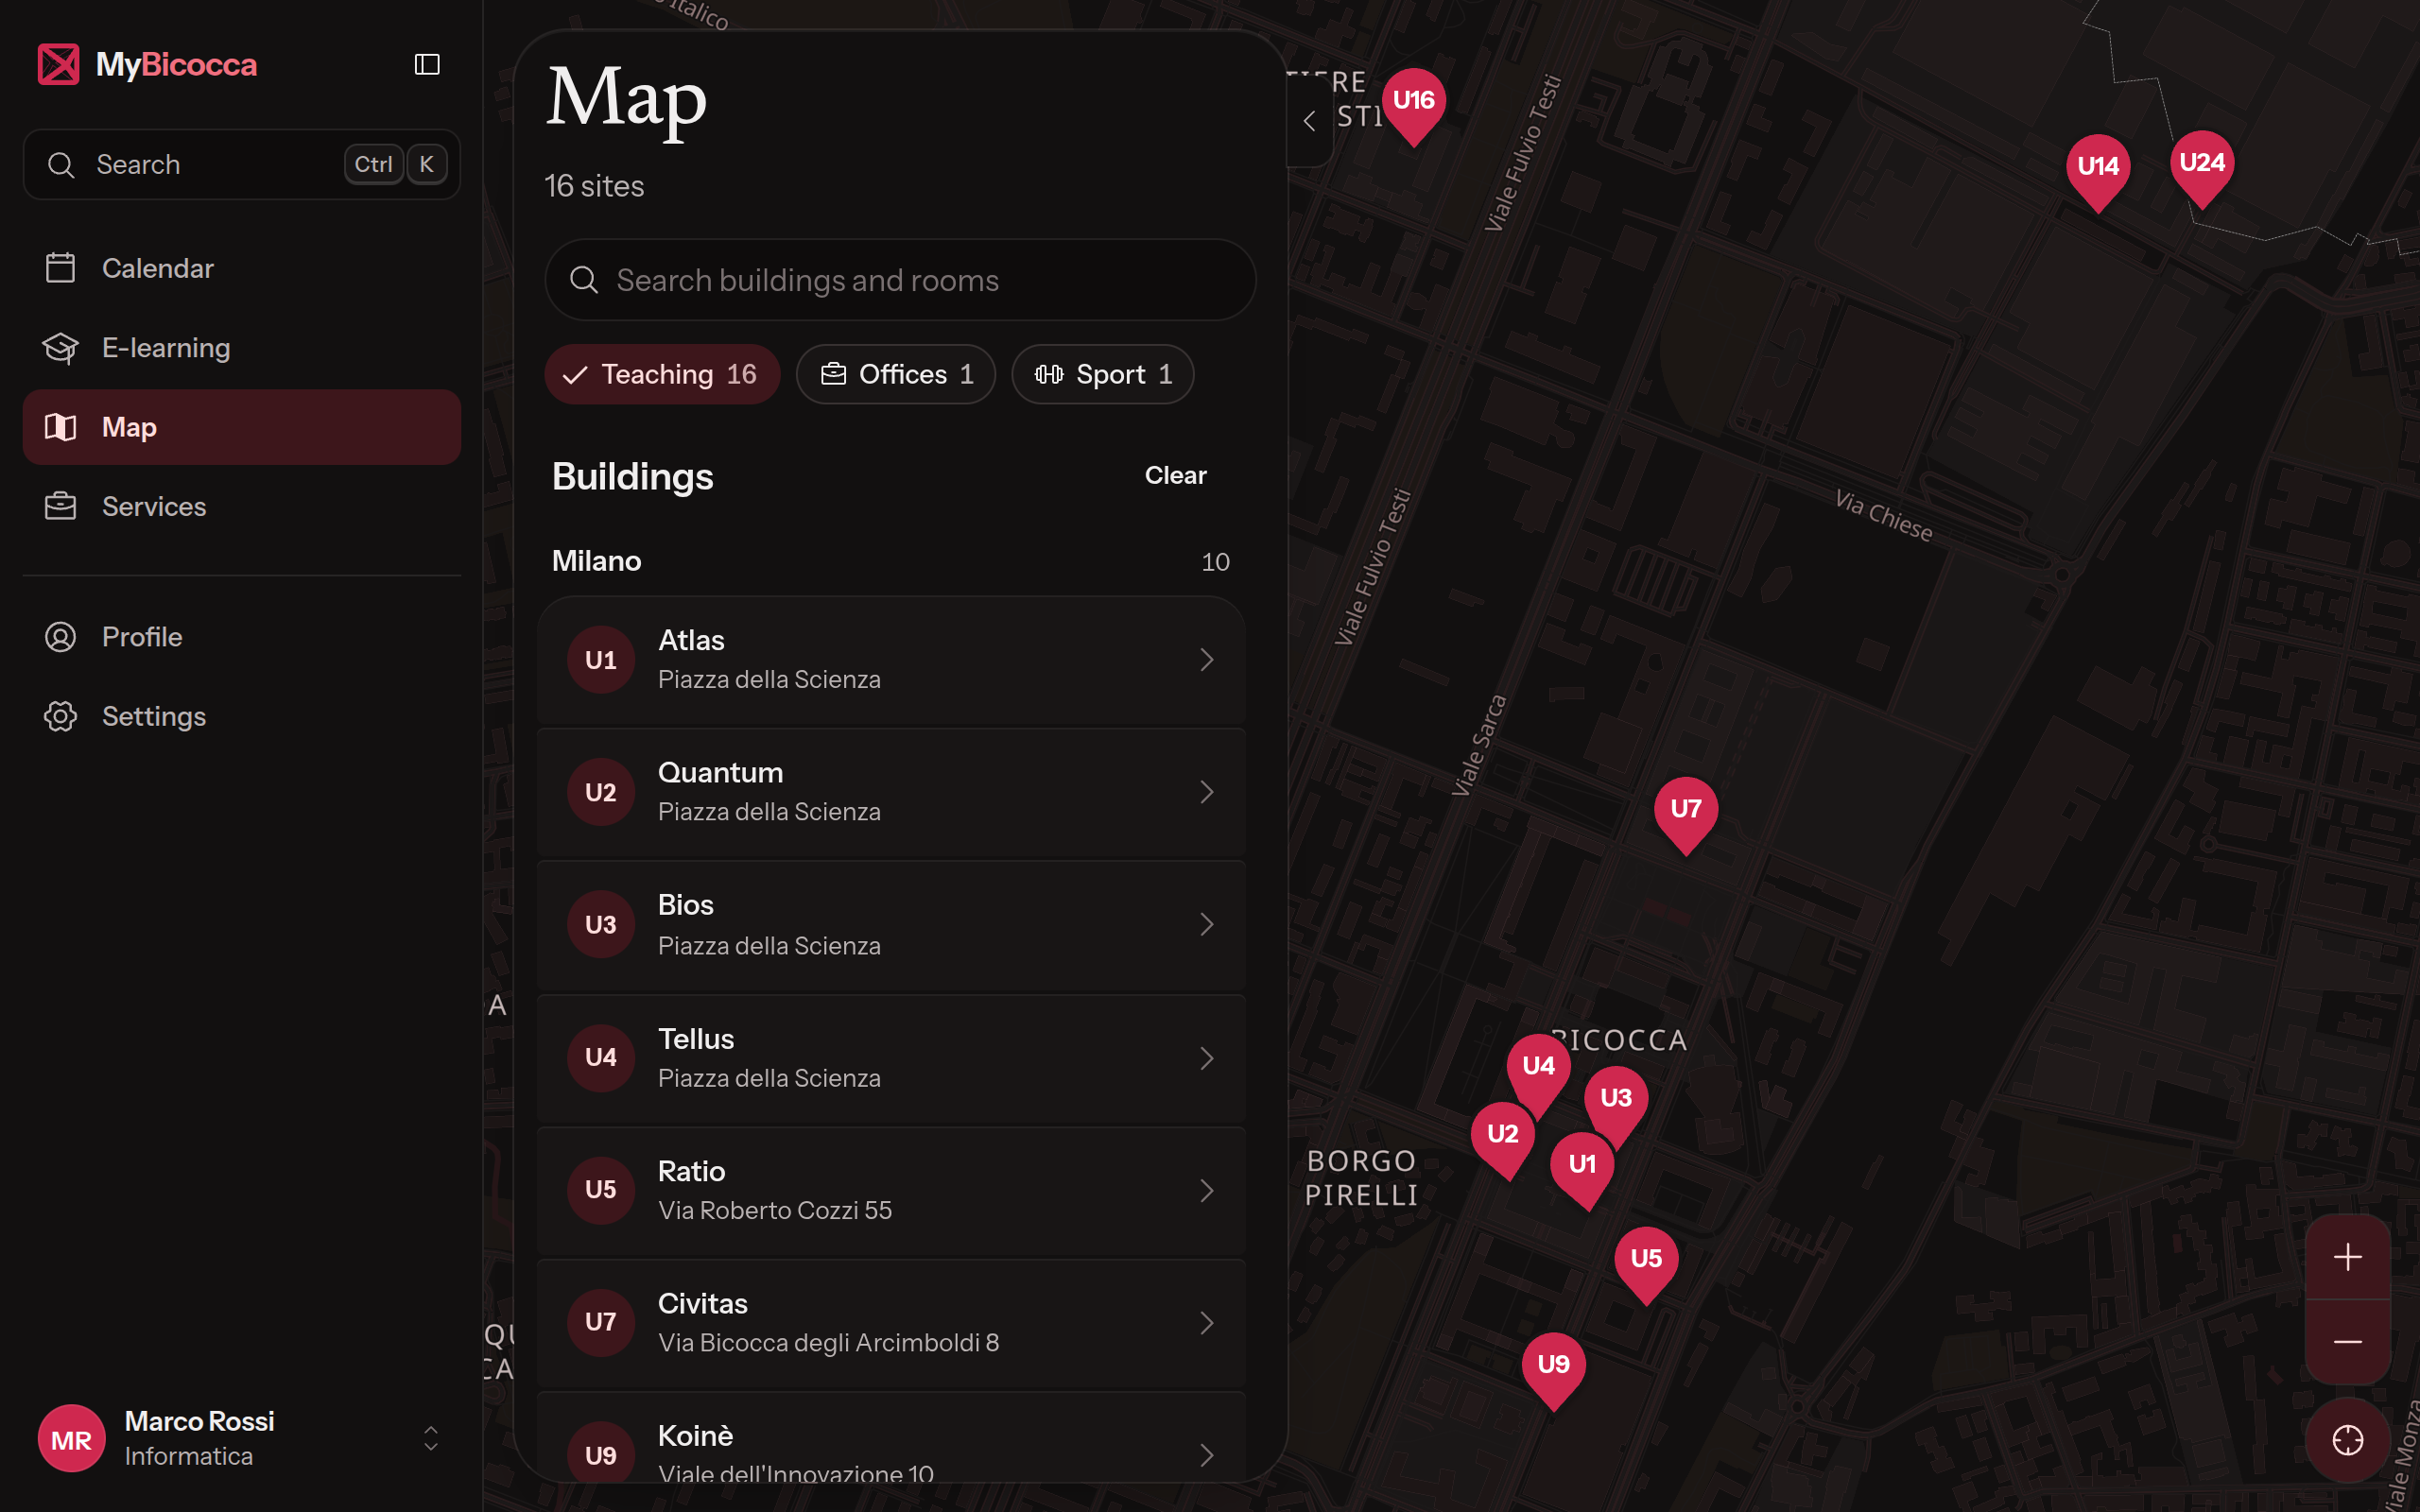 MyBicocca
Search
Ctrl K
Calendar
E-learning
Map
Services
Profile
Settings
MR
Marco Rossi
Informatica
Map
16 sites
Search buildings and rooms
Teaching 16
Offices 1
Sport 1
Buildings
Clear
Milano
10
U1
Atlas
Piazza della Scienza
U2
Quantum
Piazza della Scienza
U3
Bios
Piazza della Scienza
U4
Tellus
Piazza della Scienza
U5
Ratio
Via Roberto Cozzi 55
U7
Civitas
Via Bicocca degli Arcimboldi 8
U9
Koinè
Viale dell'Innovazione 10
Italico
U16
U14
U24
Viale Fulvio Testi
Viale Fulvio Testi
Via Chiese
Viale Sarca
U7
BICOCCA
U4
U3
U2
U1
BORGO
PIRELLI
U5
U9
Viale Monza